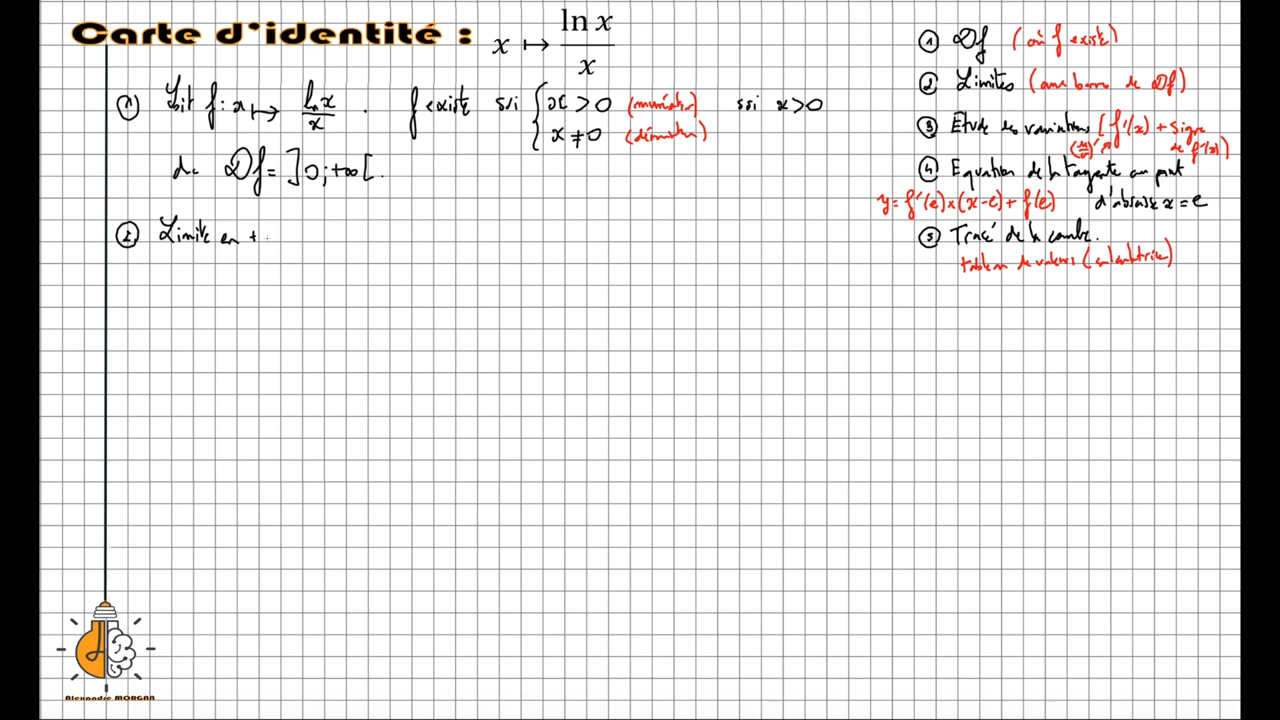 Carte d'identité : x ↦ ln x / x
① Soit f : x ↦ ln x / x . f existe ssi { x > 0 (numérateur) ssi x > 0
x ≠ 0 (dénominateur)
donc Df = ]0 ; +∞[.
② Limite en +
① Df (où f existe)
② Limites (aux bornes de Df)
③ Etude des variations [f'(x) + signe de f'(x)]
④ Equation de la tangente au point
y = f'(e) × (x - e) + f(e) d'abscisse x = e
⑤ Tracé de la courbe.
tableau de valeurs (calculatrice)
Alexandre MORGAN